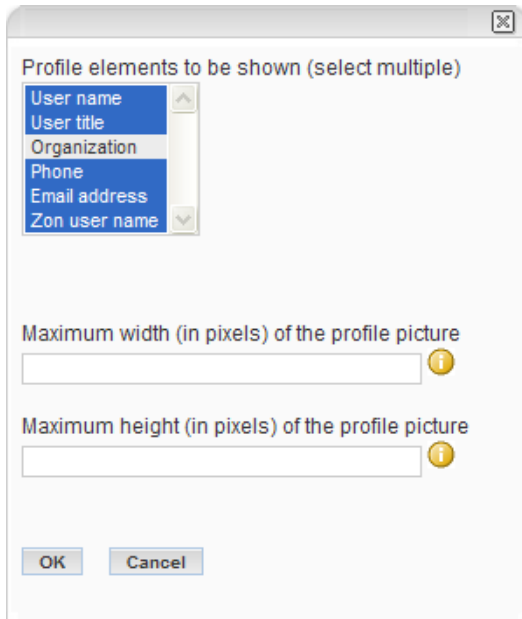 Profile elements to be shown (select multiple)
User name
User title
Organization
Phone
Email address
Zon user name
Maximum width (in pixels) of the profile picture
Maximum height (in pixels) of the profile picture
OK Cancel